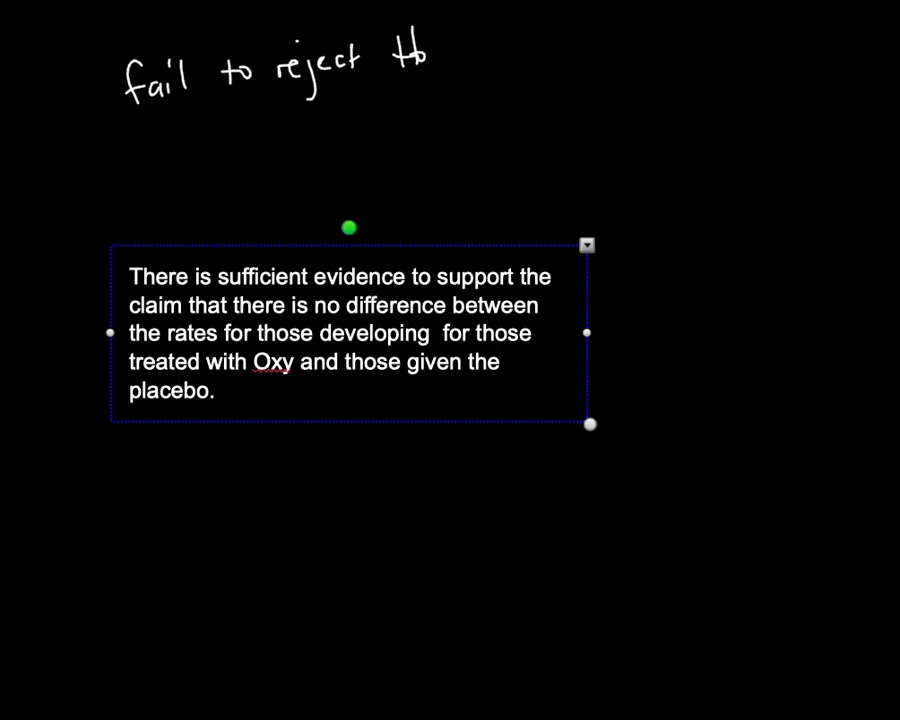 fail to reject Ho
There is sufficient evidence to support the
claim that there is no difference between
the rates for those developing  for those
treated with Oxy and those given the
placebo.